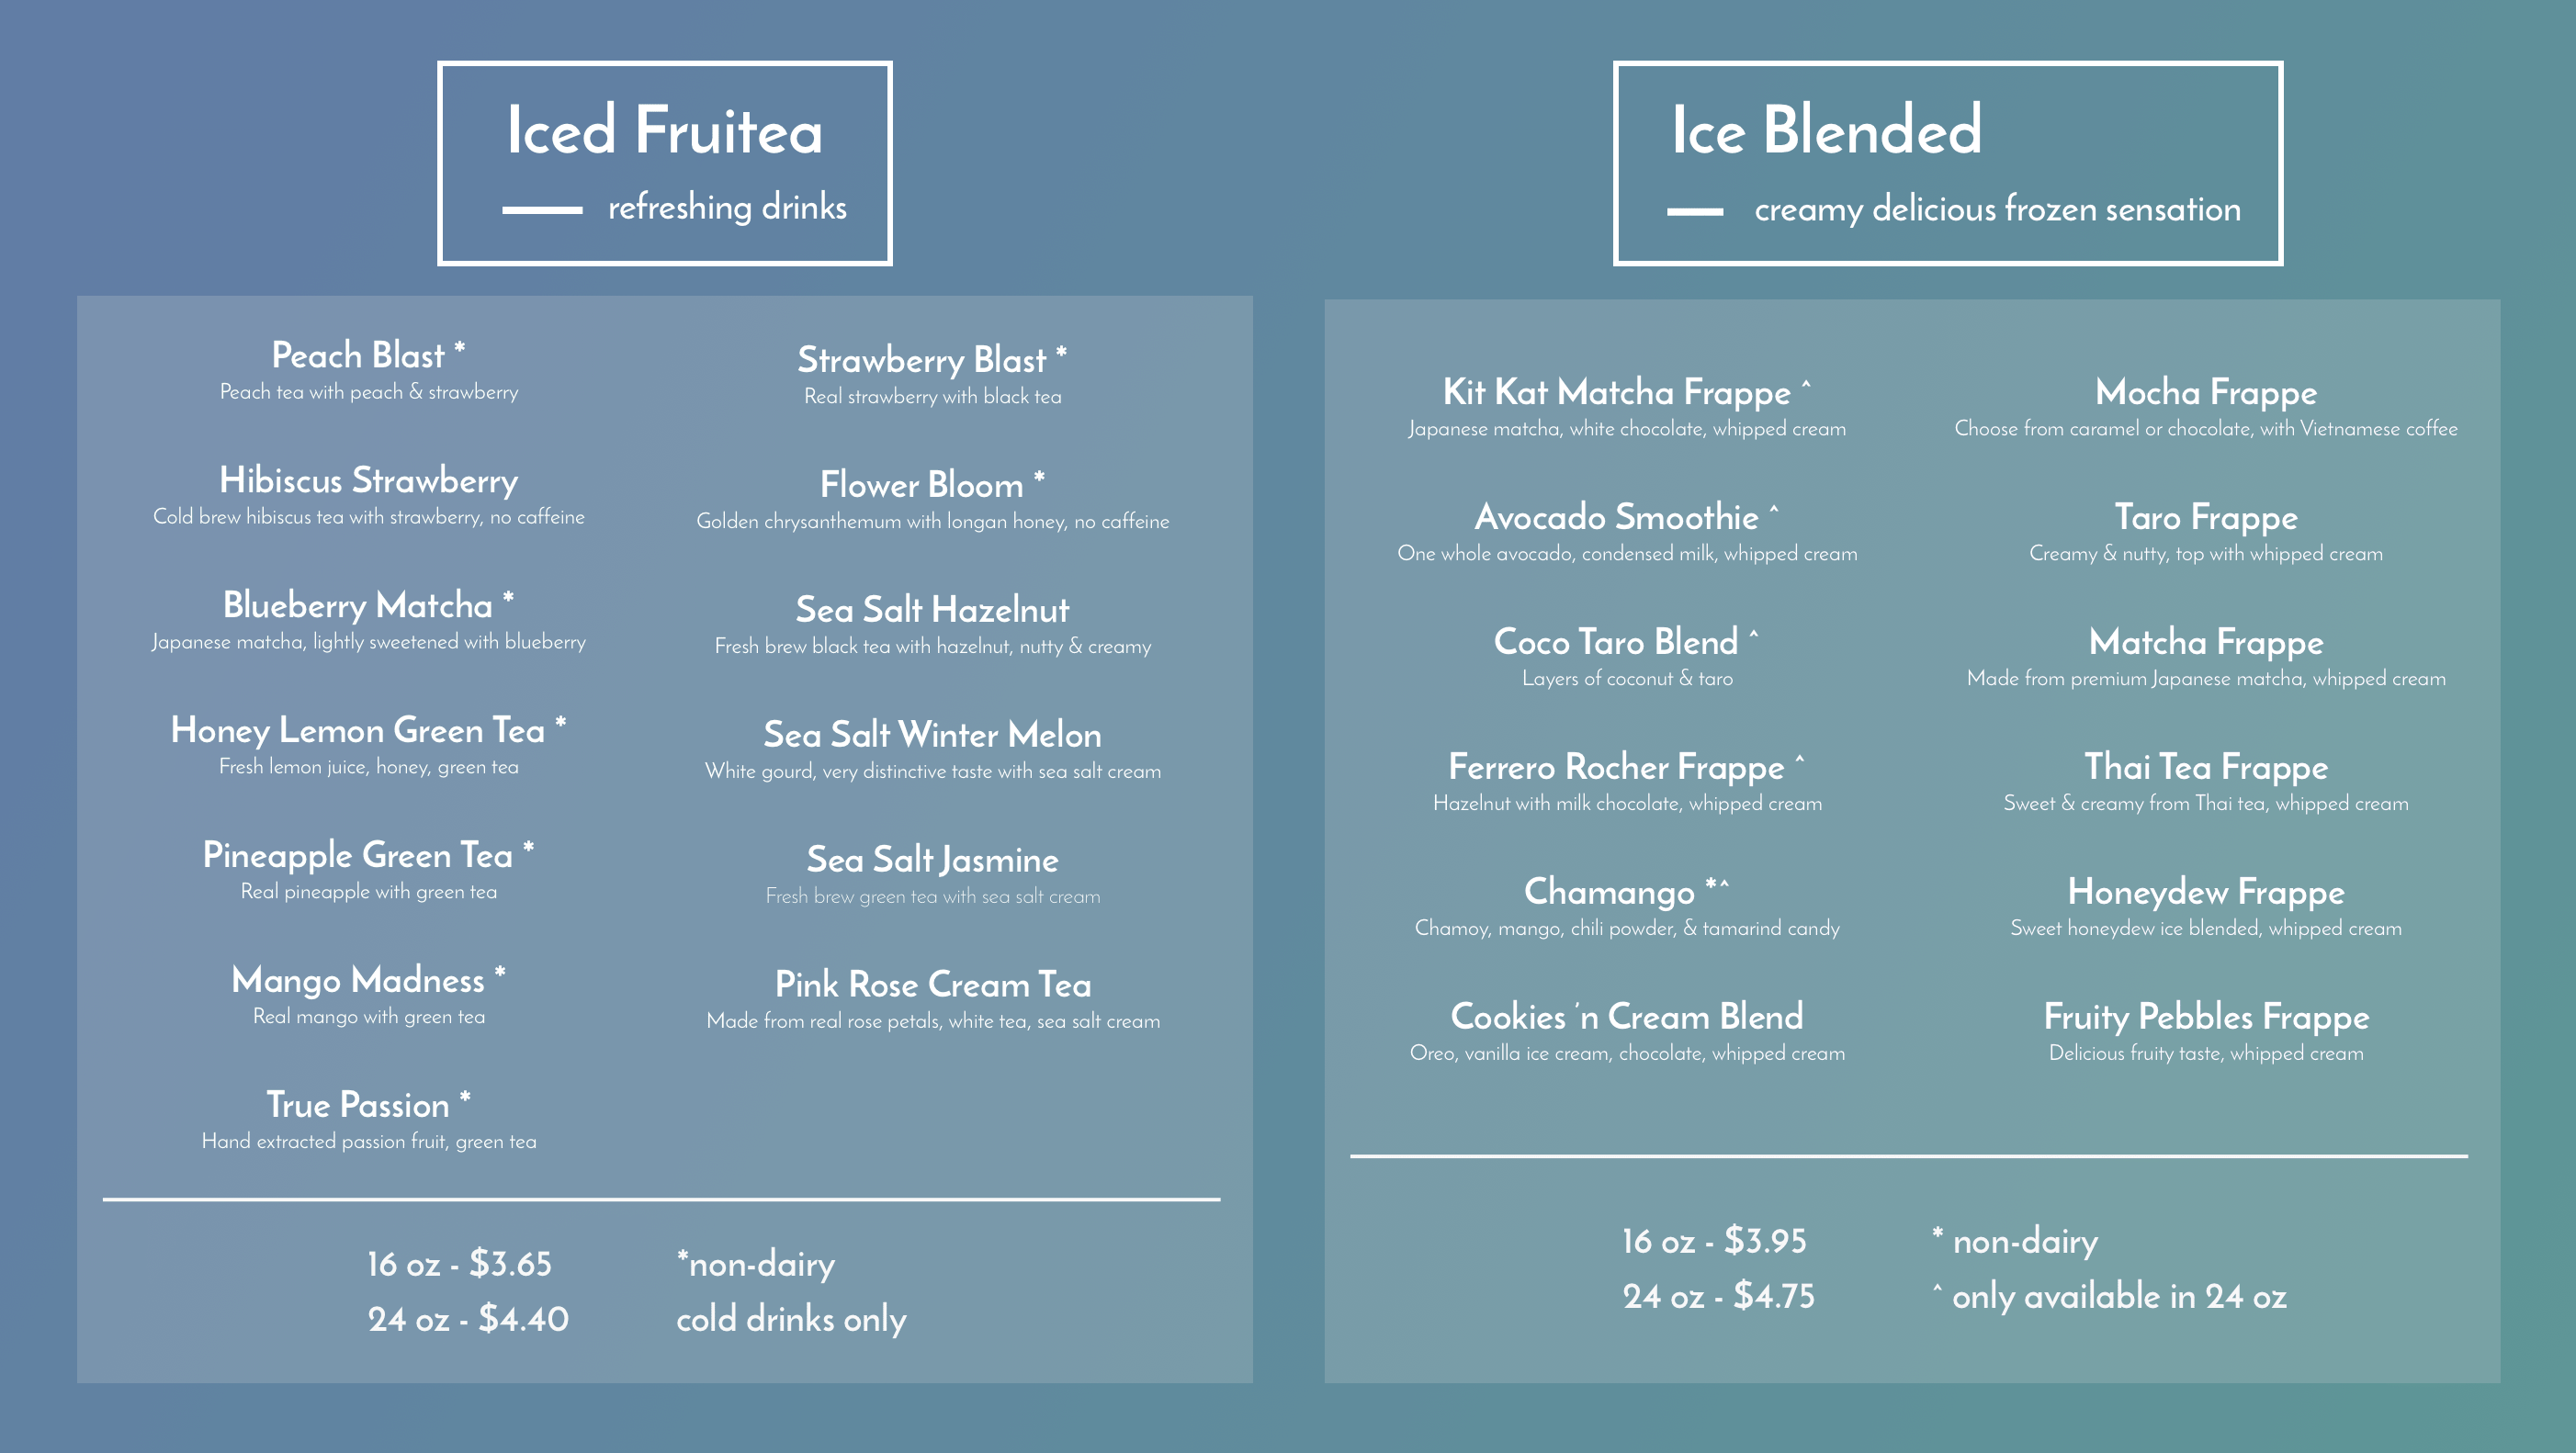 Iced Fruitea
refreshing drinks
Peach Blast *
Peach tea with peach & strawberry
Hibiscus Strawberry
Cold brew hibiscus tea with strawberry, no caffeine
Blueberry Matcha *
Japanese matcha, lightly sweetened with blueberry
Honey Lemon Green Tea *
Fresh lemon juice, honey, green tea
Pineapple Green Tea *
Real pineapple with green tea
Mango Madness *
Real mango with green tea
True Passion *
Hand extracted passion fruit, green tea
Strawberry Blast *
Real strawberry with black tea
Flower Bloom *
Golden chrysanthemum with longan honey, no caffeine
Sea Salt Hazelnut
Fresh brew black tea with hazelnut, nutty & creamy
Sea Salt Winter Melon
White gourd, very distinctive taste with sea salt cream
Sea Salt Jasmine
Fresh brew green tea with sea salt cream
Pink Rose Cream Tea
Made from real rose petals, white tea, sea salt cream
16 oz - $3.65
24 oz - $4.40
*non-dairy
cold drinks only
Ice Blended
creamy delicious frozen sensation
Kit Kat Matcha Frappe ^
Japanese matcha, white chocolate, whipped cream
Avocado Smoothie ^
One whole avocado, condensed milk, whipped cream
Coco Taro Blend ^
Layers of coconut & taro
Ferrero Rocher Frappe ^
Hazelnut with milk chocolate, whipped cream
Chamango *^
Chamoy, mango, chili powder, & tamarind candy
Cookies 'n Cream Blend
Oreo, vanilla ice cream, chocolate, whipped cream
Mocha Frappe
Choose from caramel or chocolate, with Vietnamese coffee
Taro Frappe
Creamy & nutty, top with whipped cream
Matcha Frappe
Made from premium Japanese matcha, whipped cream
Thai Tea Frappe
Sweet & creamy from Thai tea, whipped cream
Honeydew Frappe
Sweet honeydew ice blended, whipped cream
Fruity Pebbles Frappe
Delicious fruity taste, whipped cream
16 oz - $3.95
24 oz - $4.75
* non-dairy
^ only available in 24 oz